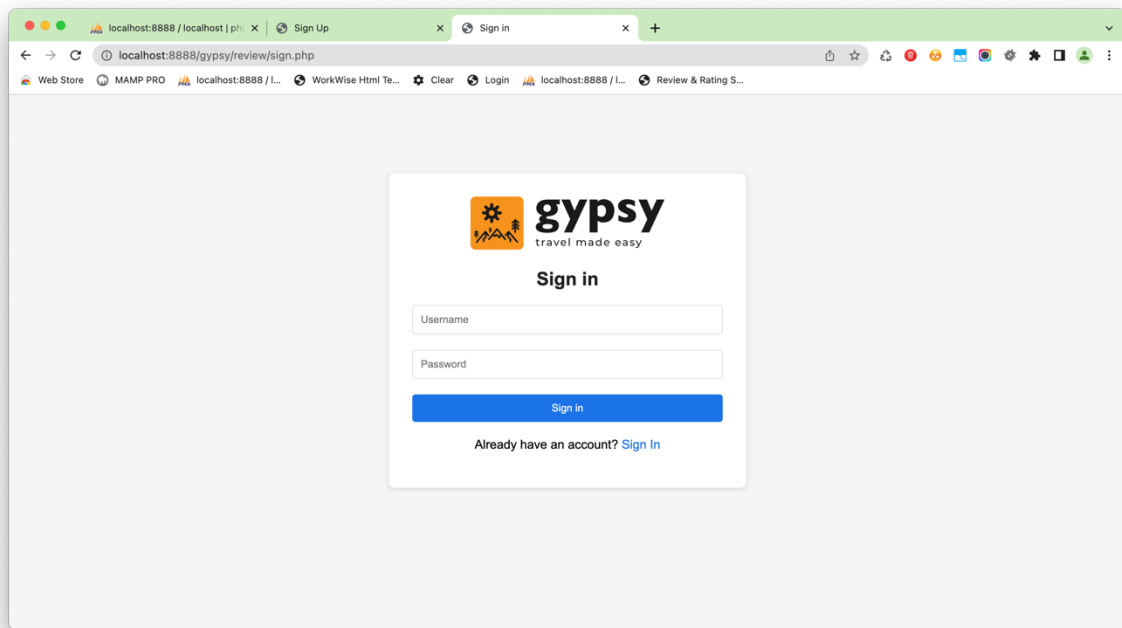 localhost:8888 / localhost | ph
Sign Up
Sign in
localhost:8888/gypsy/review/sign.php
Web Store
MAMP PRO
localhost:8888 / l...
WorkWise Html Te...
Clear
Login
localhost:8888 / l...
Review & Rating S...
gypsy
travel made easy
Sign in
Username
Password
Sign in
Already have an account? Sign In